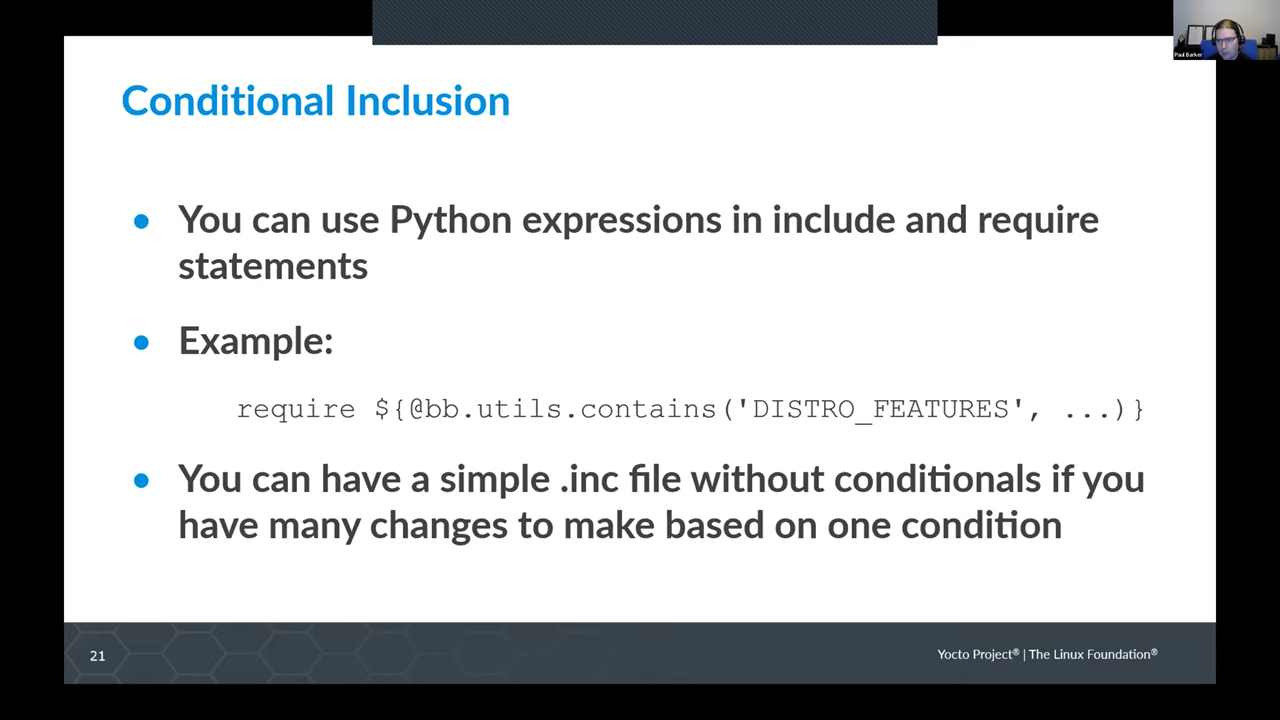 Paul Barker
Conditional Inclusion
You can use Python expressions in include and require
statements
Example:
require ${@bb.utils.contains('DISTRO_FEATURES', ...)}
You can have a simple .inc file without conditionals if you
have many changes to make based on one condition
21
Yocto Project® | The Linux Foundation®